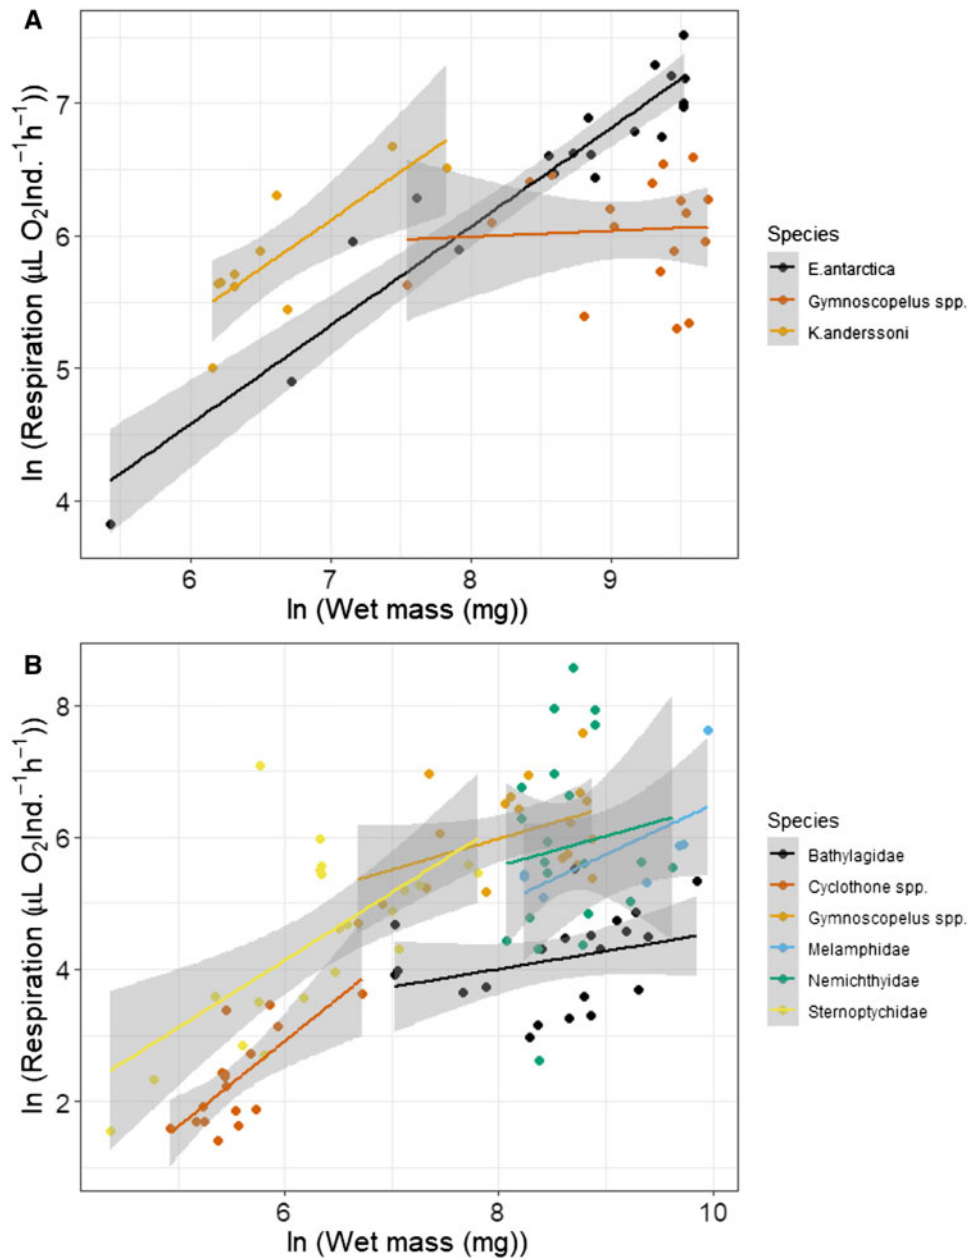 A
ln (Respiration (μL O₂Ind.⁻¹h⁻¹))
7
6
5
4
6 7 8 9
ln (Wet mass (mg))
Species
E.antarctica
Gymnoscopelus spp.
K.anderssoni
B
ln (Respiration (μL O₂Ind.⁻¹h⁻¹))
8
6
4
2
6 8 10
ln (Wet mass (mg))
Species
Bathylagidae
Cyclothone spp.
Gymnoscopelus spp.
Melamphidae
Nemichthyidae
Sternoptychidae